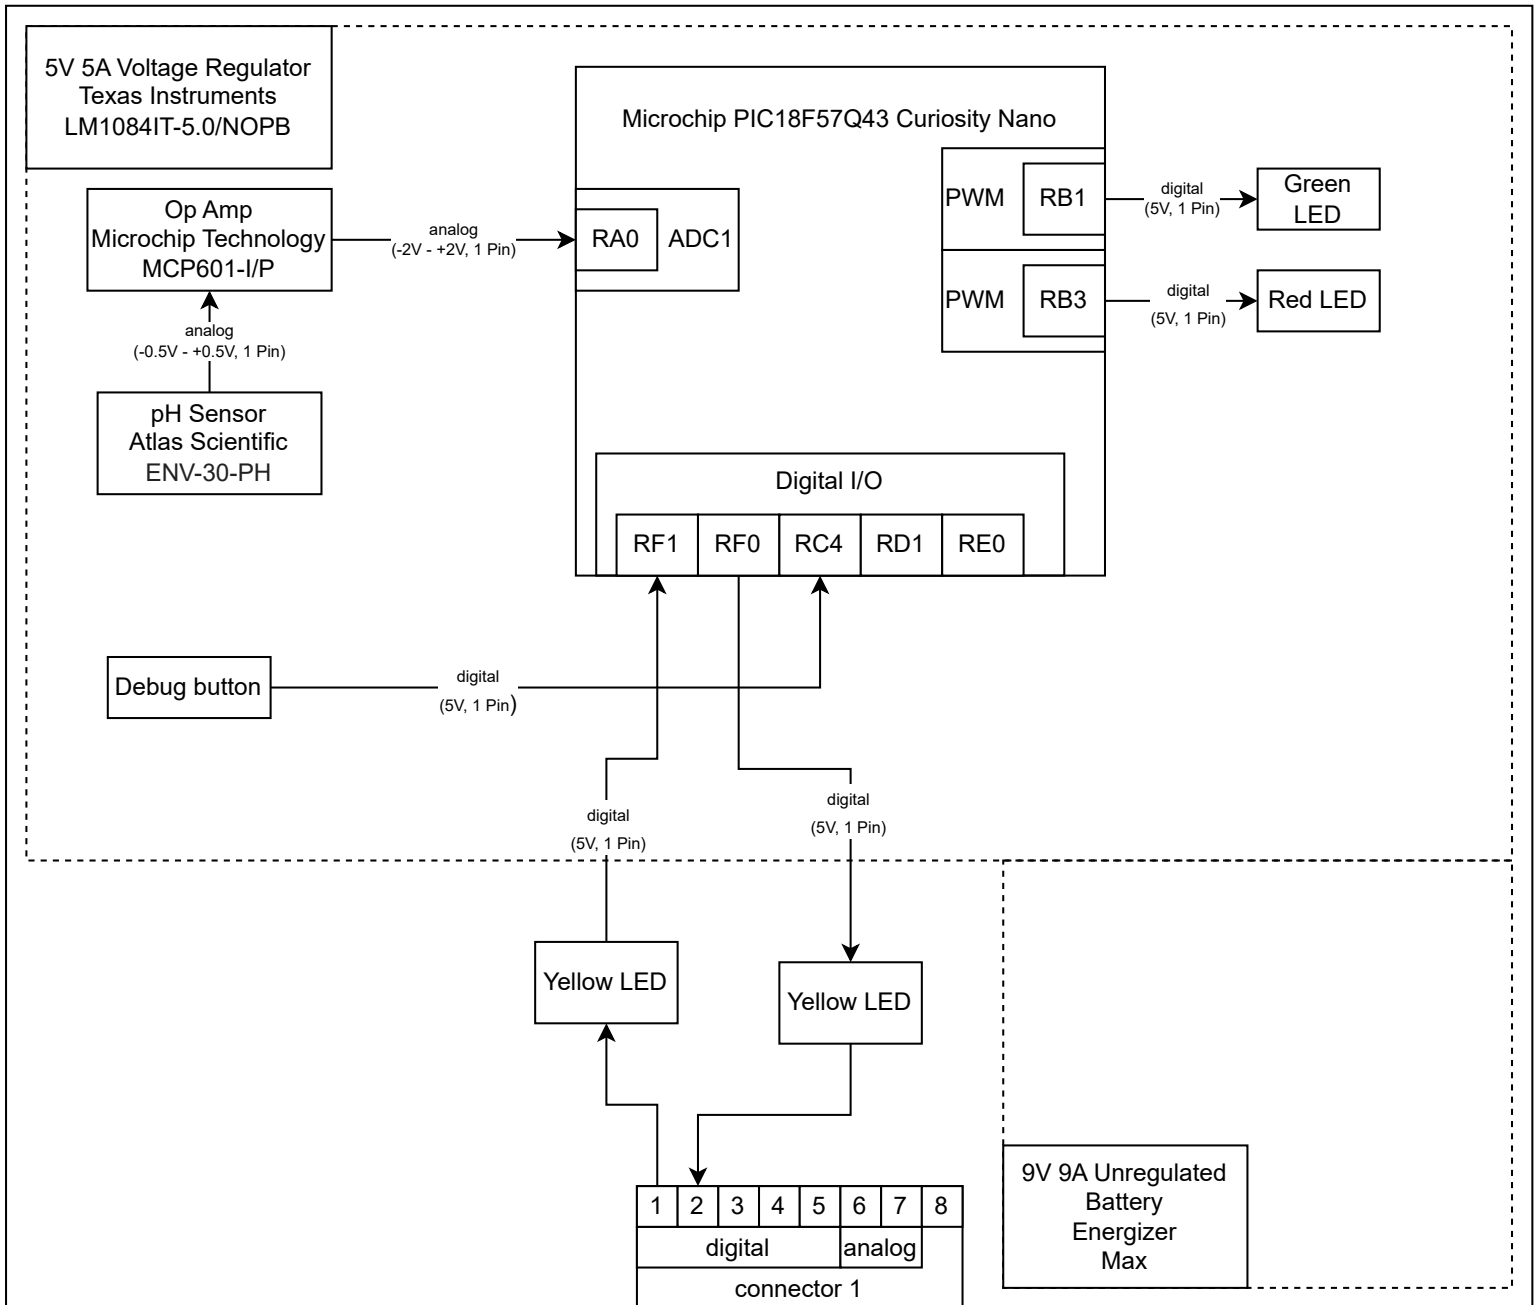 5V 5A Voltage Regulator
Texas Instruments
LM1084IT-5.0/NOPB
Microchip PIC18F57Q43 Curiosity Nano
Op Amp
Microchip Technology
MCP601-I/P
analog
(-2V - +2V, 1 Pin)
RA0
ADC1
PWM
RB1
digital
(5V, 1 Pin)
Green
LED
PWM
RB3
digital
(5V, 1 Pin)
Red LED
analog
(-0.5V - +0.5V, 1 Pin)
pH Sensor
Atlas Scientific
ENV-30-PH
Digital I/O
RF1
RF0
RC4
RD1
RE0
Debug button
digital
(5V, 1 Pin)
digital
(5V, 1 Pin)
digital
(5V, 1 Pin)
Yellow LED
Yellow LED
1
2
3
4
5
6
7
8
digital
analog
connector 1
9V 9A Unregulated
Battery
Energizer
Max